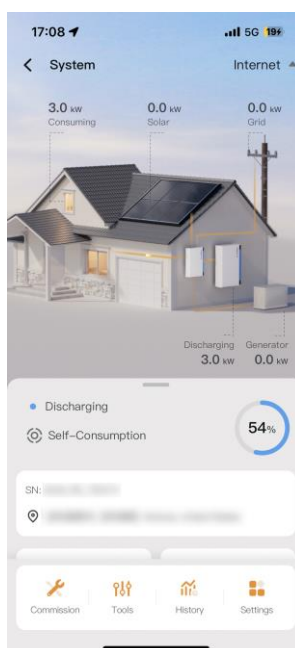 17:08
5G 19
System
Internet
3.0 kW 0.0 kW 0.0 kW
Consuming Solar Grid
Discharging Generator
3.0 kW 0.0 kW
Discharging
Self-Consumption
54%
SN:
Commission Tools History Settings